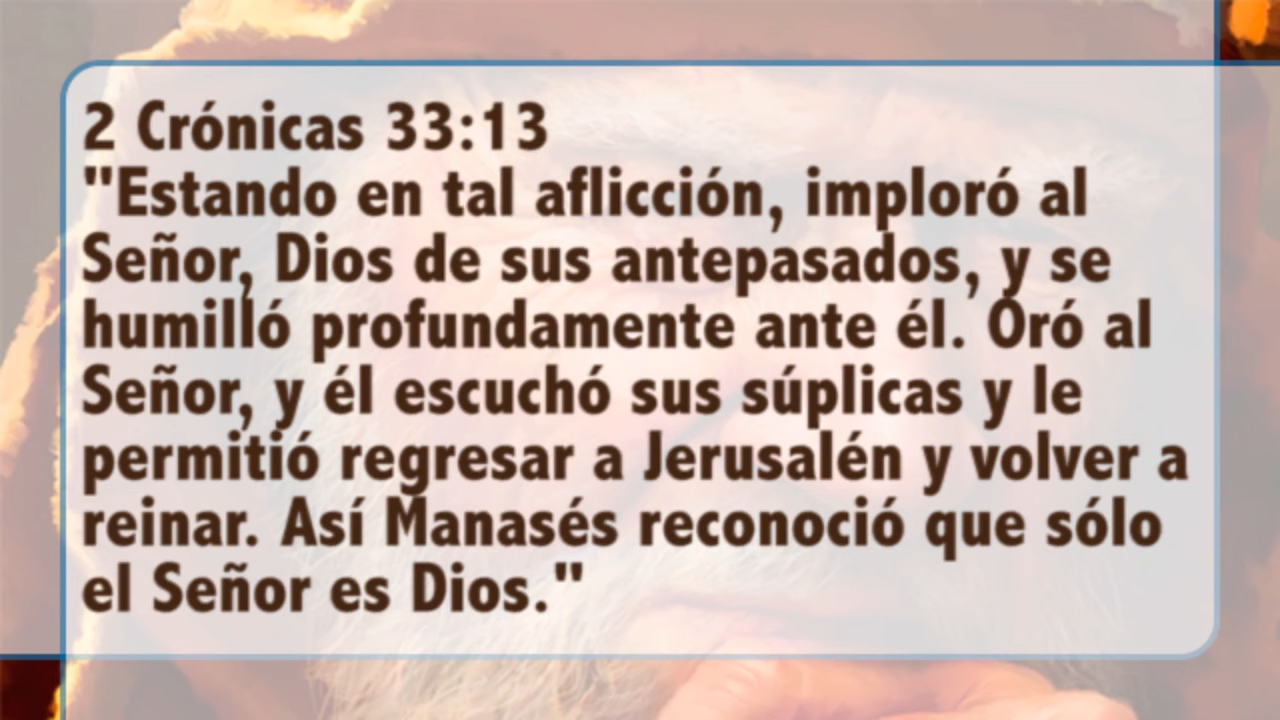 2 Crónicas 33:13
"Estando en tal aflicción, imploró al
Señor, Dios de sus antepasados, y se
humilló profundamente ante él. Oró al
Señor, y él escuchó sus súplicas y le
permitió regresar a Jerusalén y volver a
reinar. Así Manasés reconoció que sólo
el Señor es Dios."